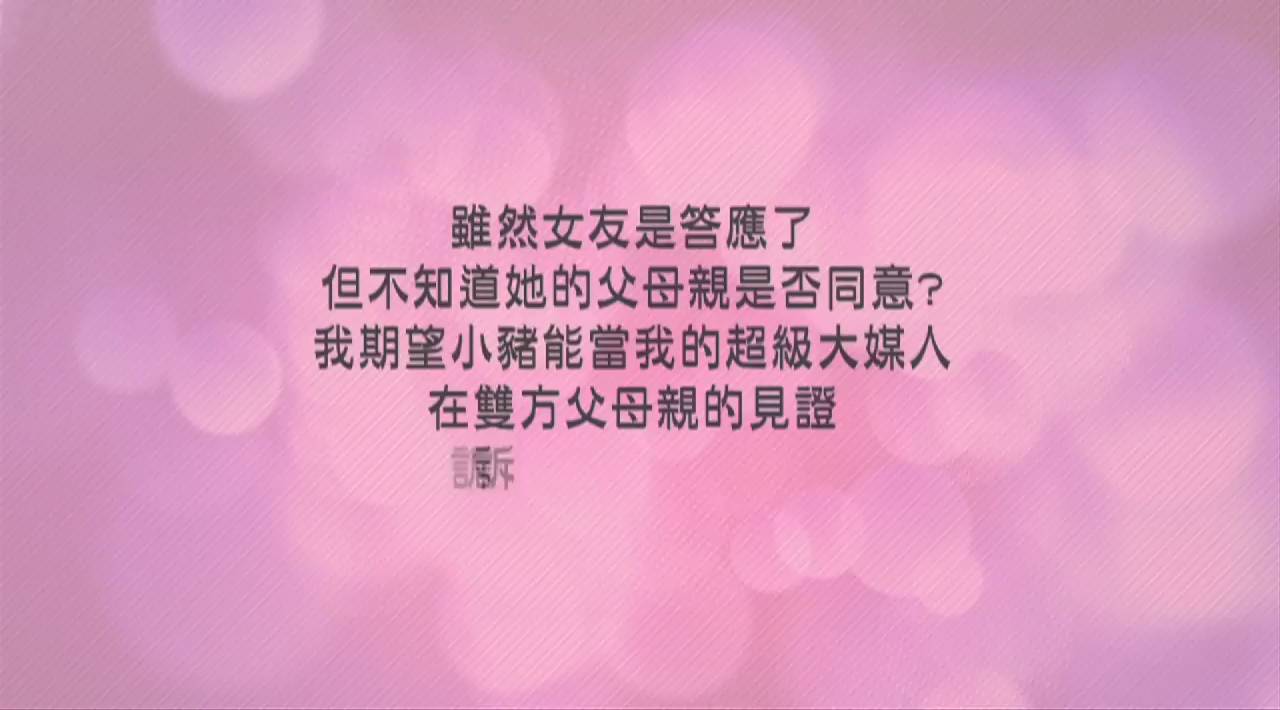 雖然女友是答應了
但不知道她的父母親是否同意?
我期望小豬能當我的超級大媒人
在雙方父母親的見證
訴